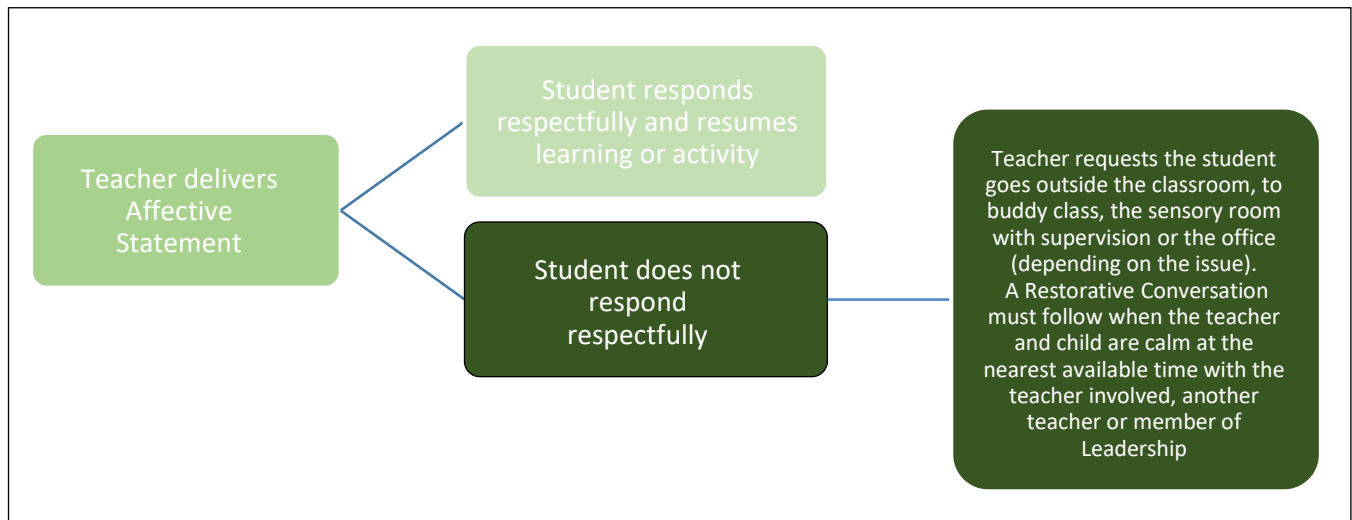 Teacher delivers
Affective
Statement
Student responds
respectfully and resumes
learning or activity
Student does not
respond
respectfully
Teacher requests the student
goes outside the classroom, to
buddy class, the sensory room
with supervision or the office
(depending on the issue).
A Restorative Conversation
must follow when the teacher
and child are calm at the
nearest available time with the
teacher involved, another
teacher or member of
Leadership